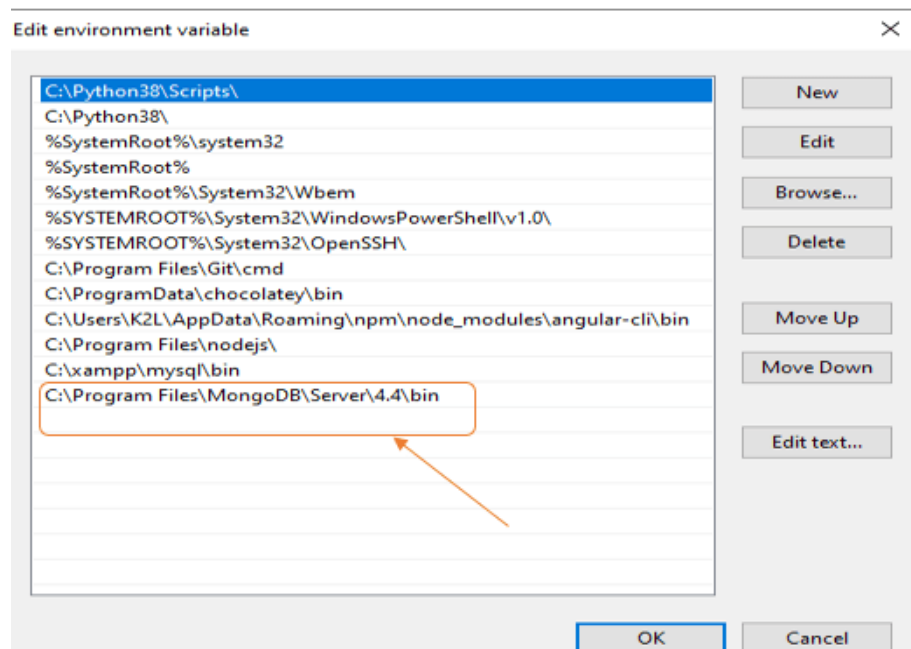 Edit environment variable
C:\Python38\Scripts\
C:\Python38\
%SystemRoot%\system32
%SystemRoot%
%SystemRoot%\System32\Wbem
%SYSTEMROOT%\System32\WindowsPowerShell\v1.0\
%SYSTEMROOT%\System32\OpenSSH\
C:\Program Files\Git\cmd
C:\ProgramData\chocolatey\bin
C:\Users\K2L\AppData\Roaming\npm\node_modules\angular-cli\bin
C:\Program Files\nodejs\
C:\xampp\mysql\bin
C:\Program Files\MongoDB\Server\4.4\bin
New
Edit
Browse...
Delete
Move Up
Move Down
Edit text...
OK
Cancel